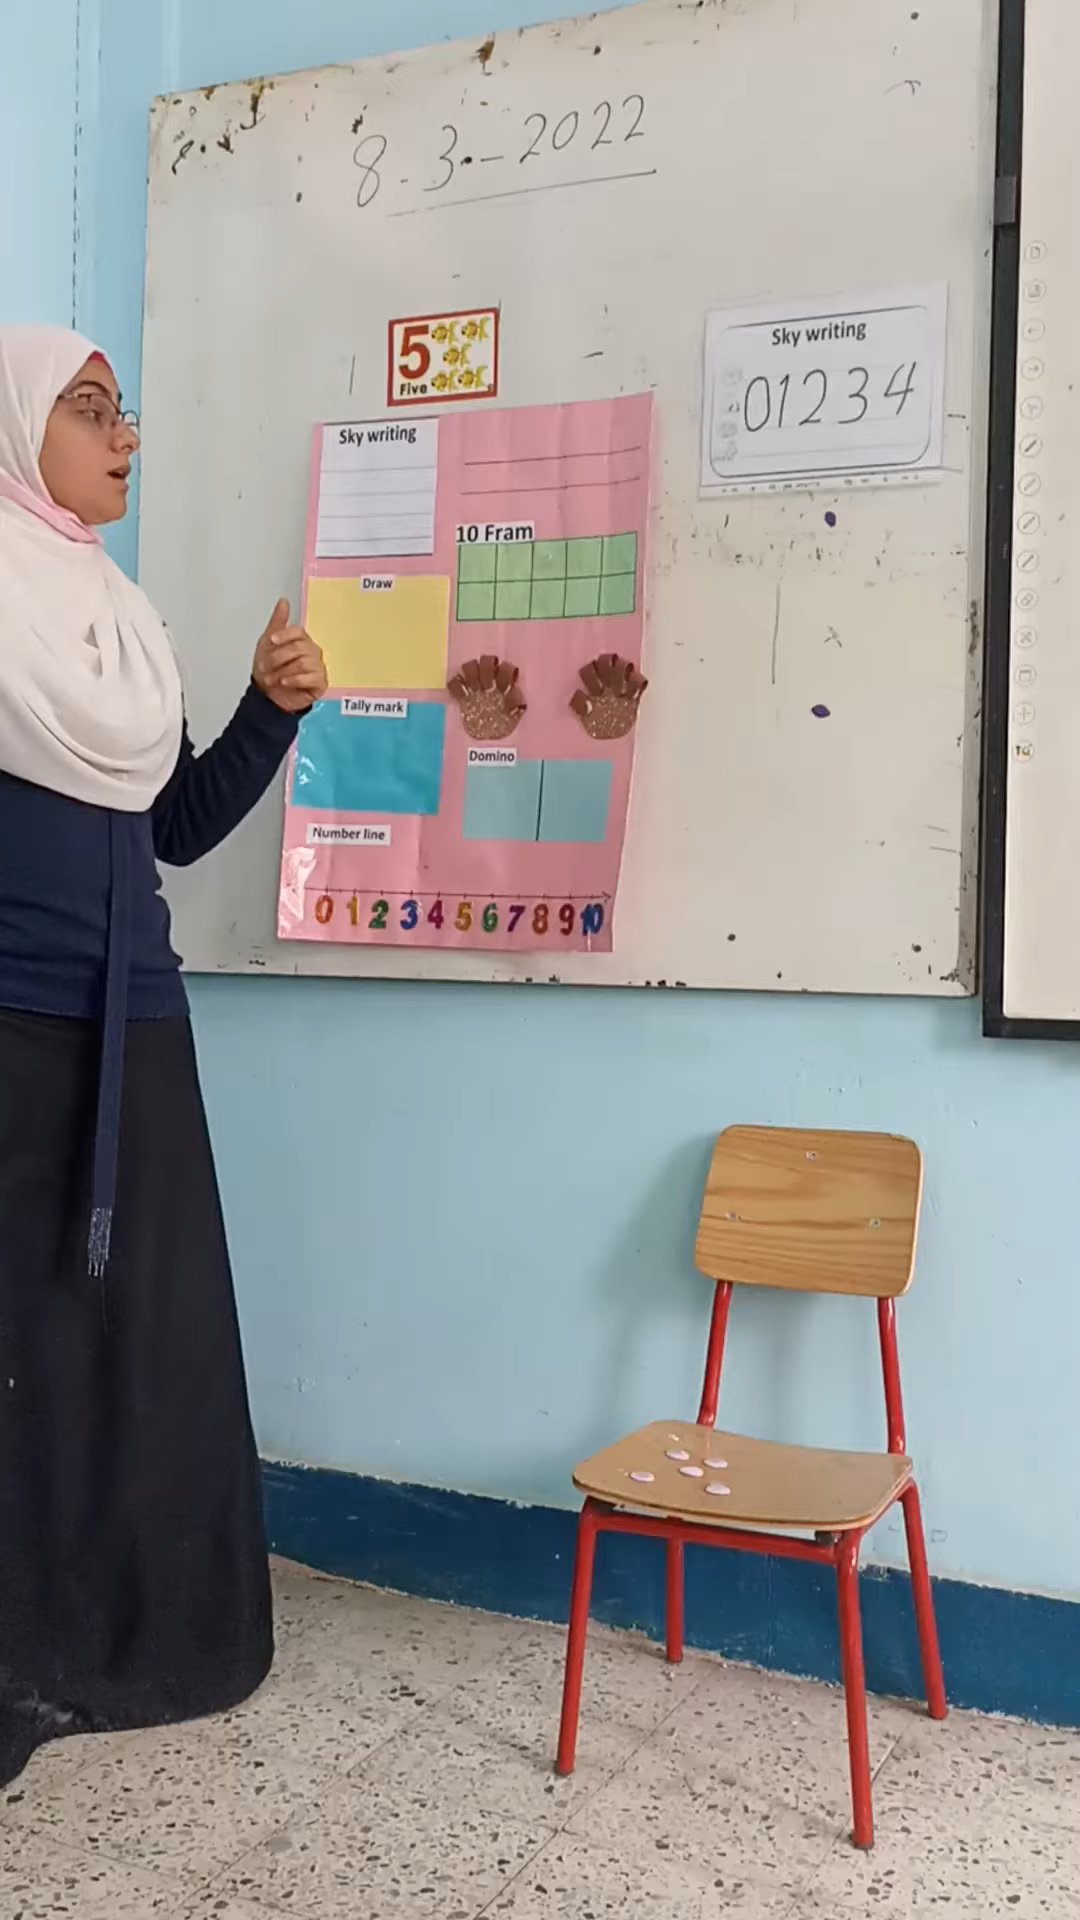 8-3-2022
5
Five
Sky writing
01234
Sky writing
10 Fram
Draw
Tally mark
Domino
Number line
0 1 2 3 4 5 6 7 8 9 10